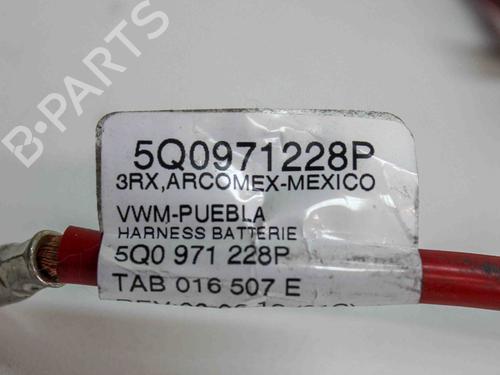 B-PARTS
5Q0971228P
3RX,ARCOMEX-MEXICO
VWM-PUEBLA
HARNESS BATTERIE
5Q0 971 228P
TAB 016 507 E